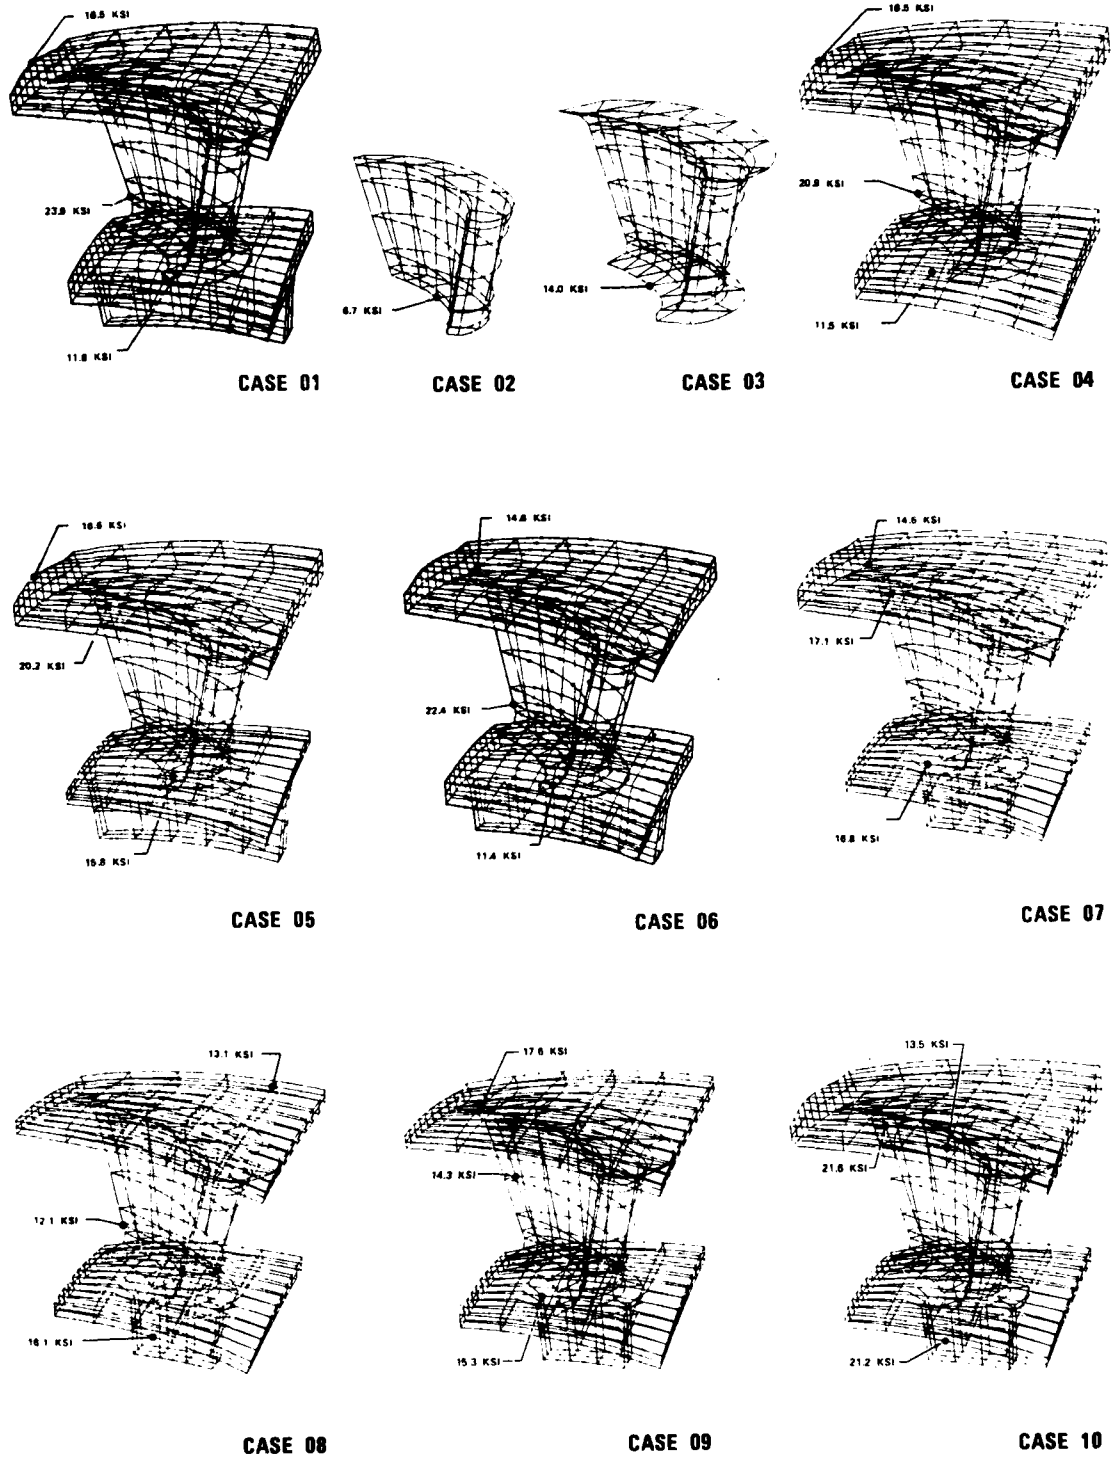 16.5 KSI
23.9 KSI
11.8 KSI
CASE 01
6.7 KSI
CASE 02
14.0 KSI
CASE 03
16.5 KSI
20.9 KSI
11.5 KSI
CASE 04
16.6 KSI
20.2 KSI
15.8 KSI
CASE 05
14.6 KSI
22.4 KSI
11.4 KSI
CASE 06
14.5 KSI
17.1 KSI
16.8 KSI
CASE 07
13.1 KSI
12.1 KSI
16.1 KSI
CASE 08
17.6 KSI
14.3 KSI
15.3 KSI
CASE 09
13.5 KSI
21.6 KSI
21.2 KSI
CASE 10